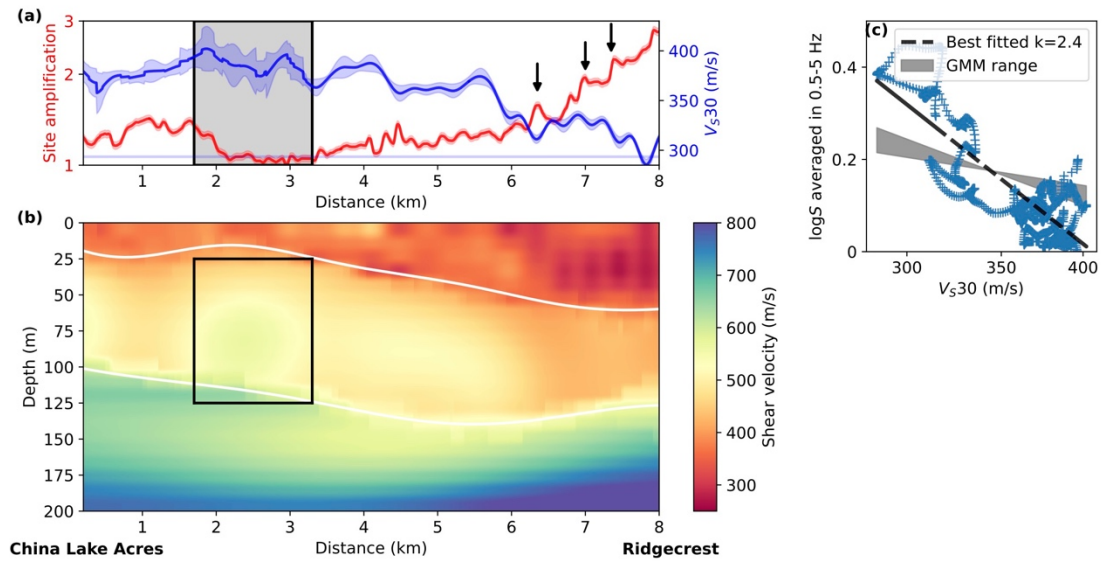 (a)
3
2
1
Site amplification
400
350
300
Vs30 (m/s)
1 2 3 4 5 6 7 8
Distance (km)
(b)
0
25
50
75
100
125
150
175
200
Depth (m)
1 2 3 4 5 6 7 8
Distance (km)
China Lake Acres
Ridgecrest
800
700
600
500
400
300
Shear velocity (m/s)
(c)
Best fitted k=2.4
GMM range
0.4
0.2
0
logS averaged in 0.5-5 Hz
300 350 400
Vs30 (m/s)